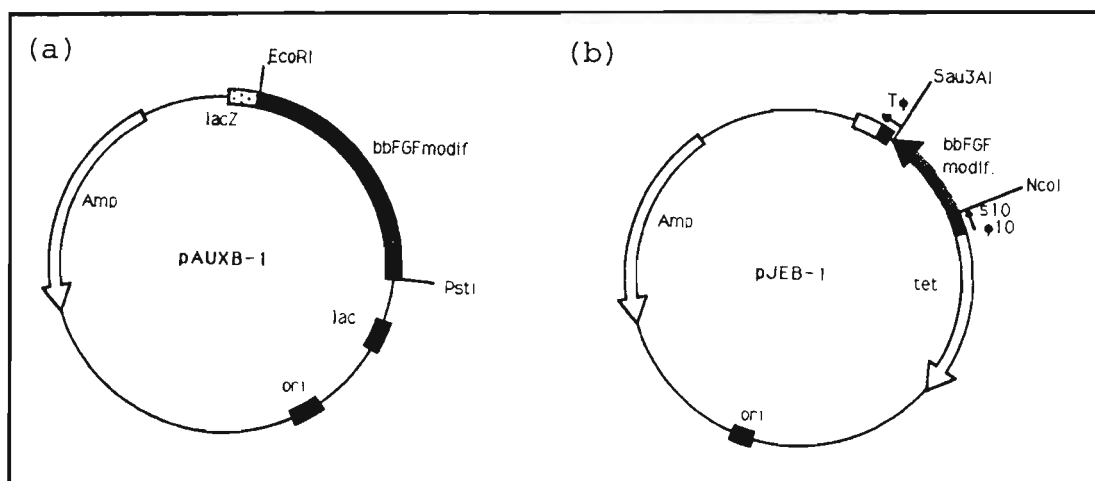 (a)
EcoRI
lacZ
bbFGFmodif
Amp
pAUXB-1
PstI
lac
ori
(b)
Sau3AI
Tφ
bbFGF
modif.
NcoI
s10
φ10
Amp
pJEB-1
tet
ori